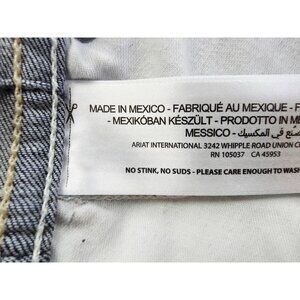 MADE IN MEXICO - FABRIQUÉ AU MEXIQUE - F
- MEXIKÓBAN KÉSZÜLT - PRODOTTO IN ME
MESSICO - صنع في المكسيك
ARIAT INTERNATIONAL 3242 WHIPPLE ROAD UNION C
RN 105037 CA 45953
NO STINK, NO SUDS - PLEASE CARE ENOUGH TO WASH